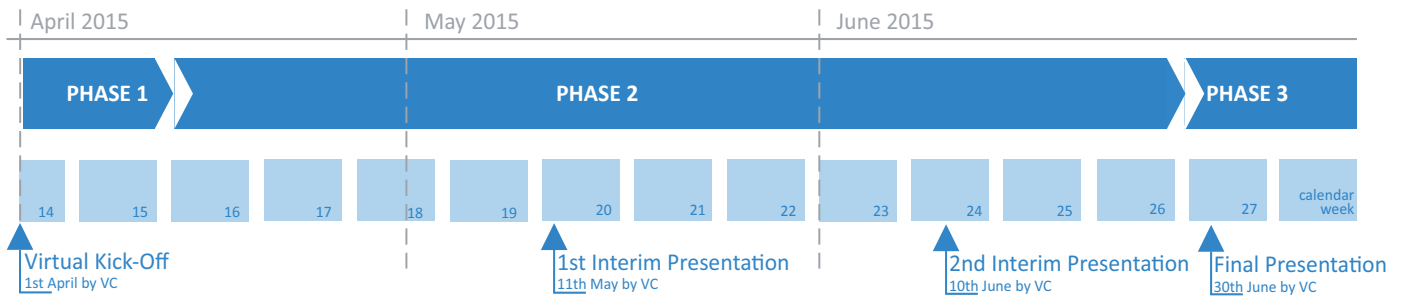 April 2015
May 2015
June 2015
PHASE 1
PHASE 2
PHASE 3
14
15
16
17
18
19
20
21
22
23
24
25
26
27
calendar
week
Virtual Kick-Off
1st April by VC
1st Interim Presentation
11th May by VC
2nd Interim Presentation
10th June by VC
Final Presentation
30th June by VC